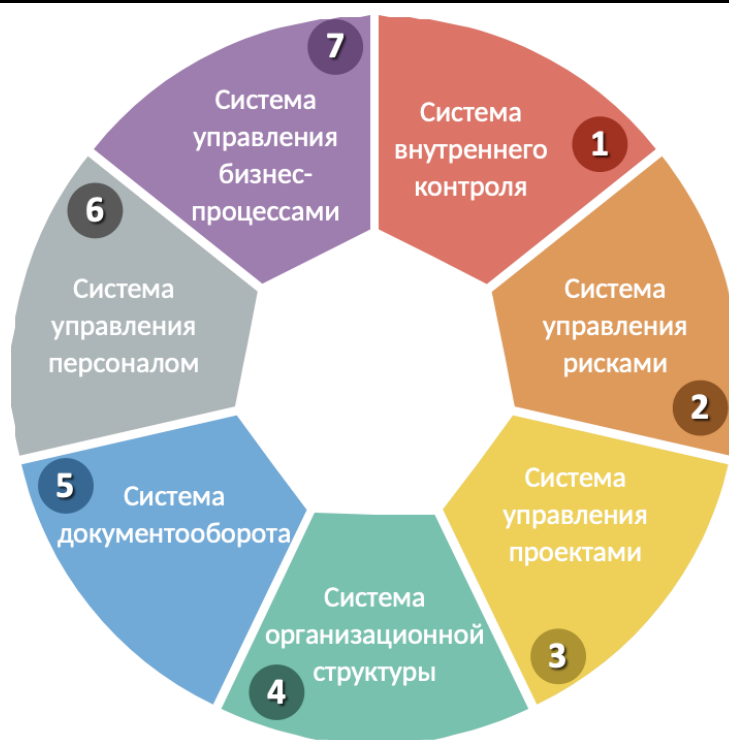 1
Система
внутреннего
контроля
2
Система
управления
рисками
3
Система
управления
проектами
4
Система
организационной
структуры
5
Система
документооборота
6
Система
управления
персоналом
7
Система
управления
бизнес-
процессами